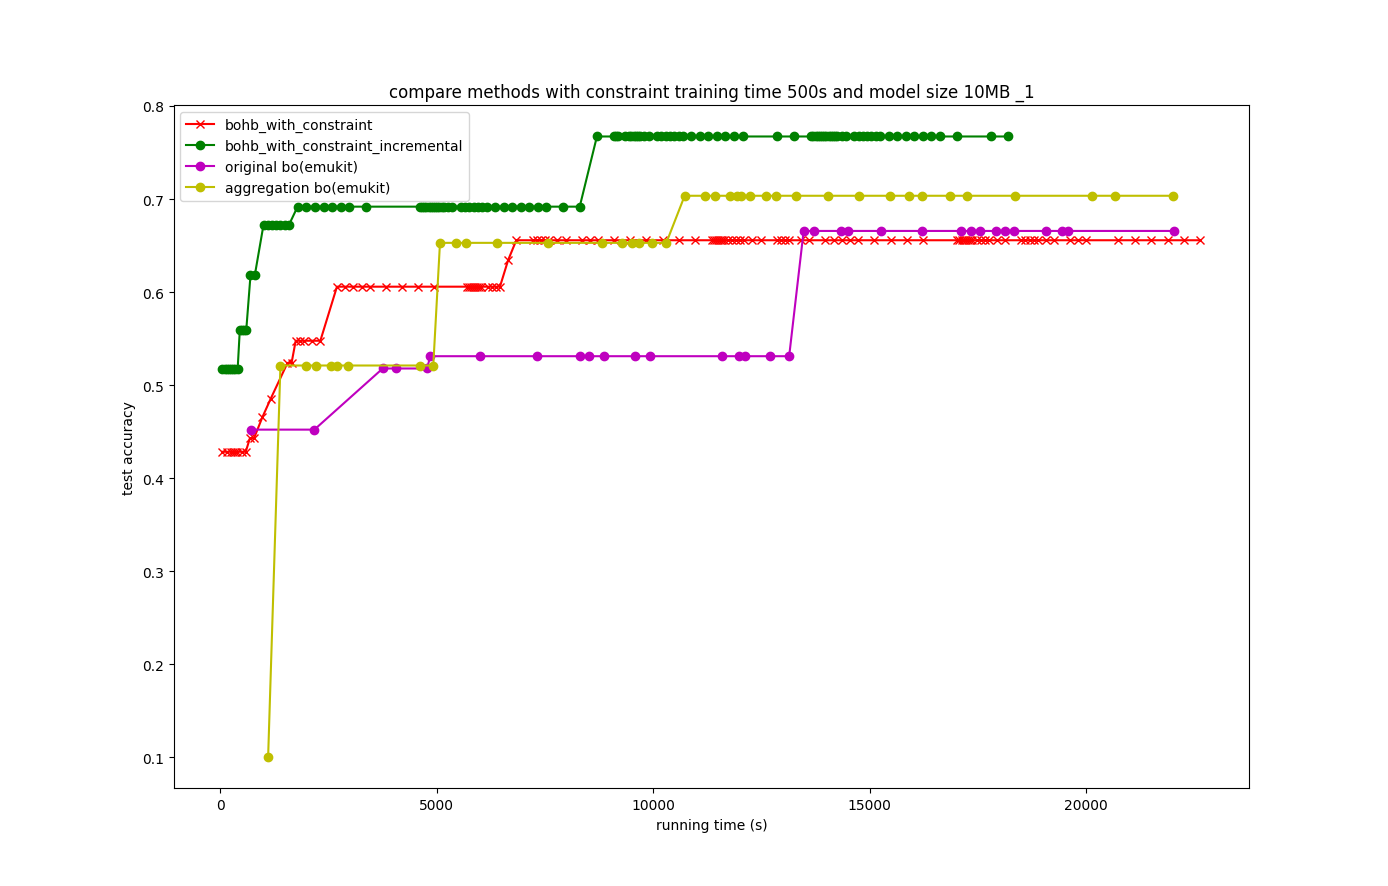 compare methods with constraint training time 500s and model size 10MB _1
0.8
0.7
0.6
0.5
0.4
0.3
0.2
0.1
test accuracy
bohb_with_constraint
bohb_with_constraint_incremental
original bo(emukit)
aggregation bo(emukit)
0 5000 10000 15000 20000
running time (s)